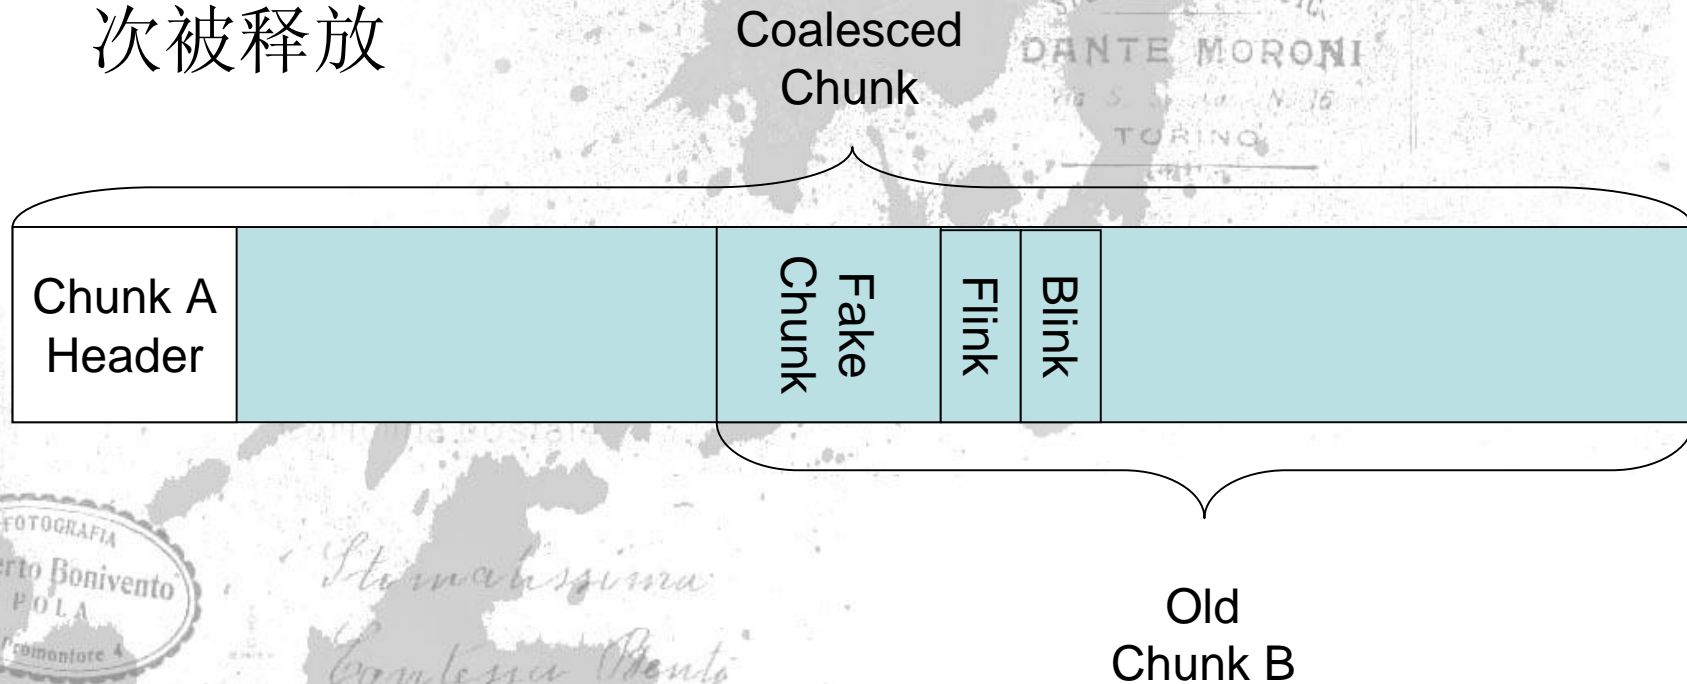 次被释放
Coalesced
Chunk
DANTE MORONI
TORINO
Chunk A
Header
Fake
Chunk
Flink
Blink
FOTOGRAFIA
Bonivento
POLA
Old
Chunk B